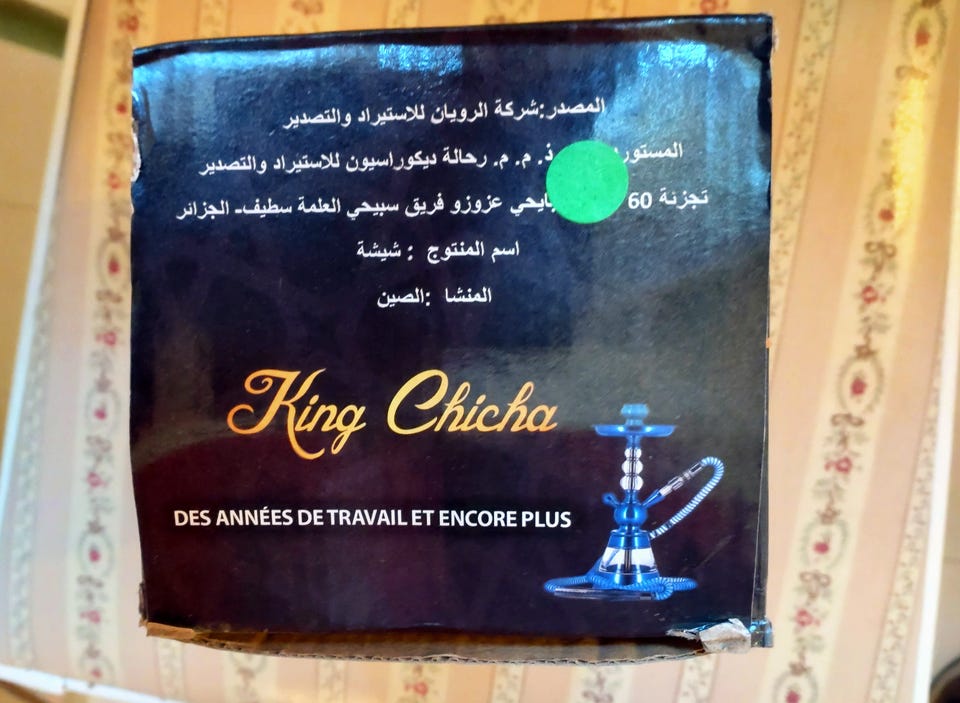 المصدر:شركة الرويان للاستيراد والتصدير
ذ. م. م. رحالة ديكوراسيون للاستيراد والتصدير
تجزئة 60 عزوزو فريق سبيحي العلمة سطيف- الجزائر
اسم المنتوج : شيشة
المنشا :الصين
King Chicha
DES ANNÉES DE TRAVAIL ET ENCORE PLUS